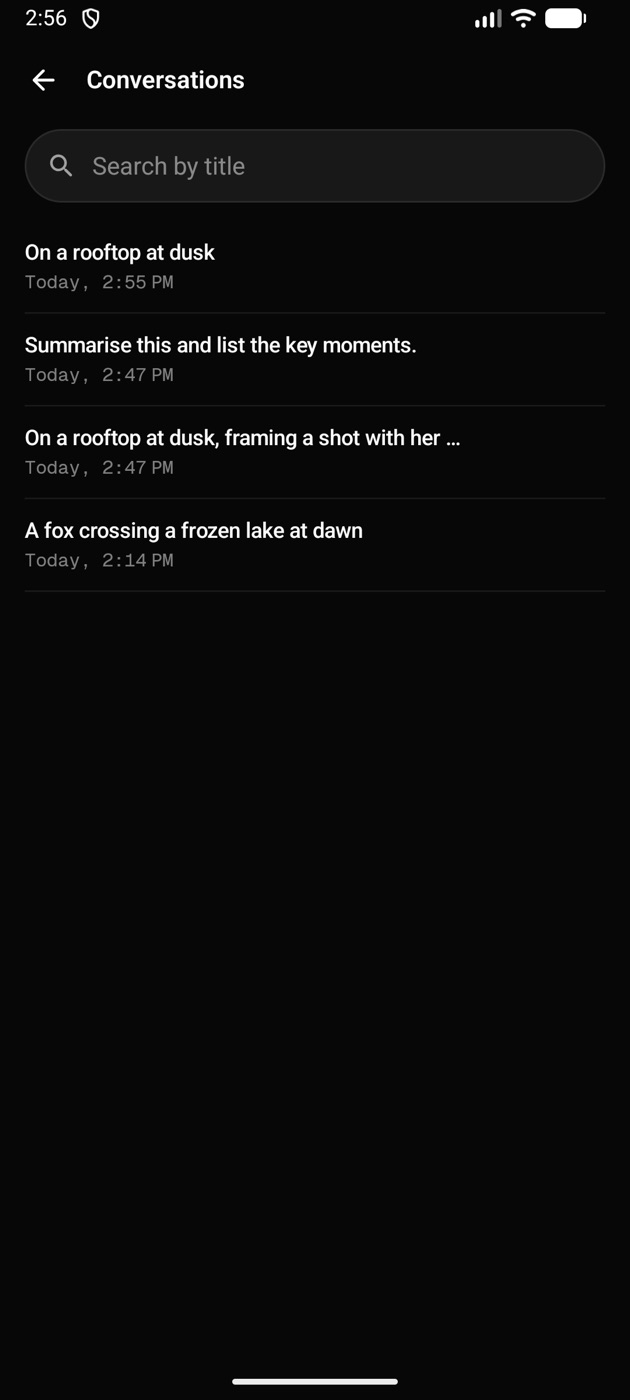 2:56
Conversations
Search by title
On a rooftop at dusk
Today, 2:55 PM
Summarise this and list the key moments.
Today, 2:47 PM
On a rooftop at dusk, framing a shot with her ...
Today, 2:47 PM
A fox crossing a frozen lake at dawn
Today, 2:14 PM